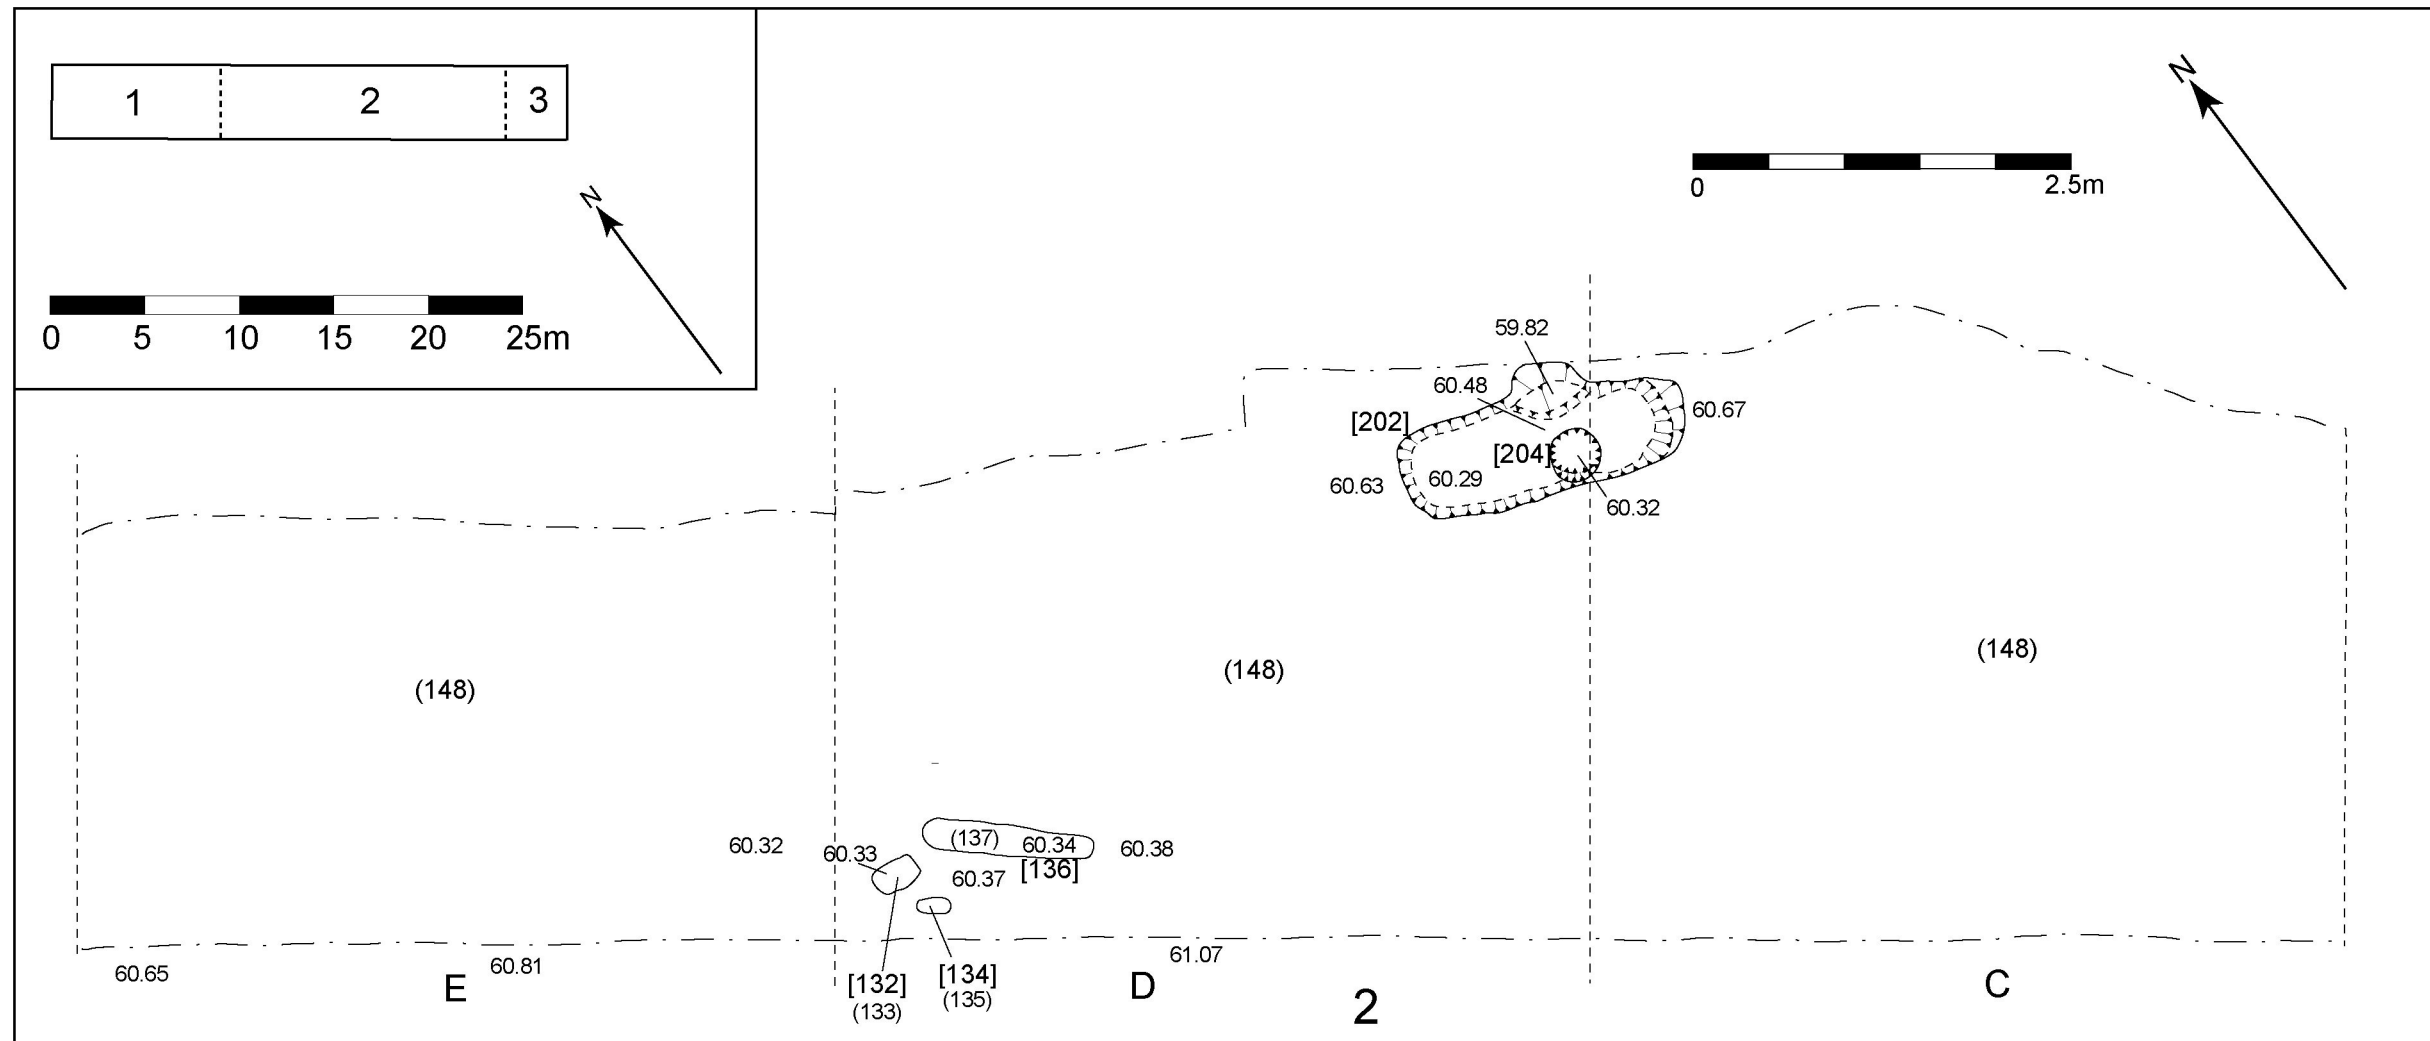 1 2 3
N
0 5 10 15 20 25m
N
0 2.5m
59.82
60.48
[202]
60.67
[204]
60.63 60.29
60.32
(148) (148) (148)
60.32 60.33 (137) 60.34 60.38
60.37 [136]
60.65 60.81 61.07
E [132] [134] D C
(133) (135)
2